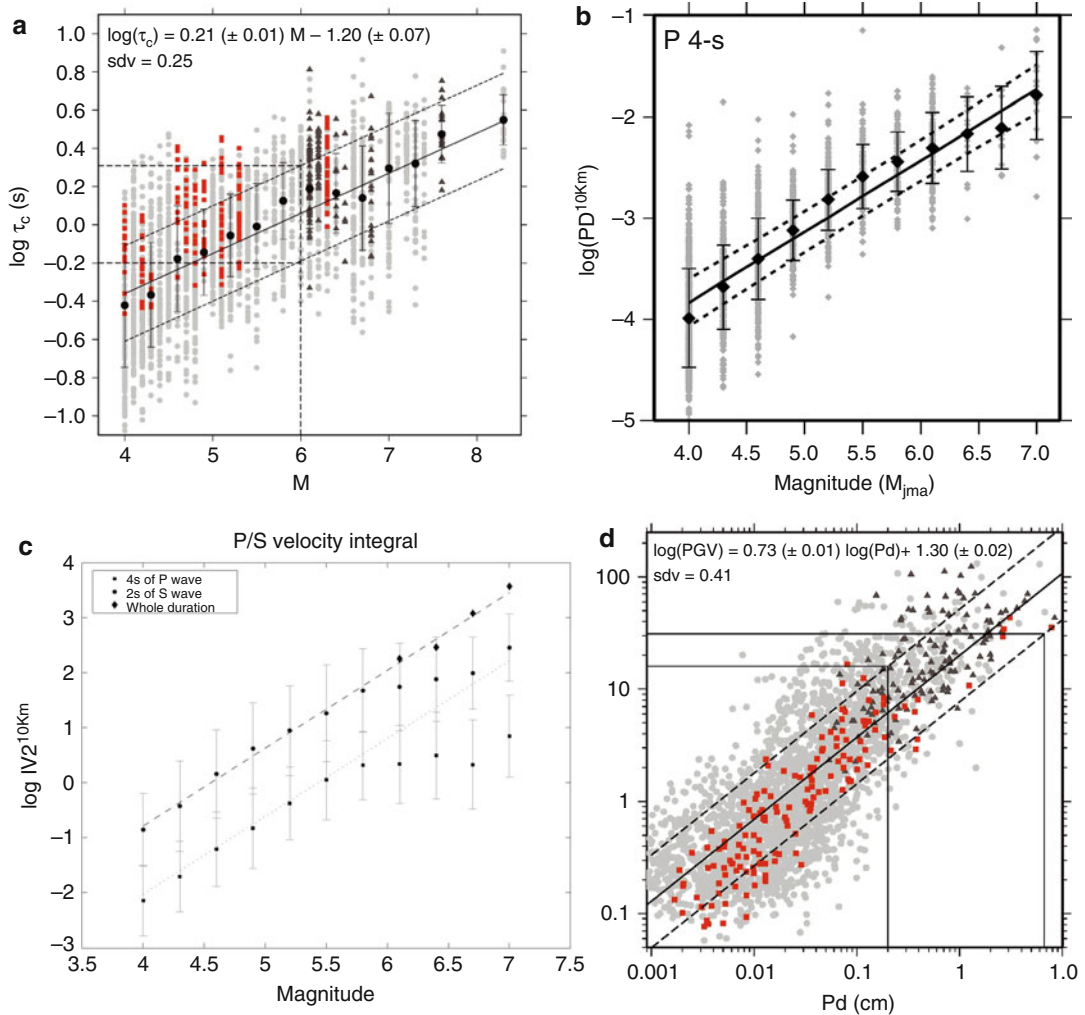 a
log(τc) = 0.21 (± 0.01) M – 1.20 (± 0.07)
sdv = 0.25
1.0
0.8
0.6
0.4
0.2
0.0
–0.2
–0.4
–0.6
–0.8
–1.0
log τc (s)
4
5
6
7
8
M
b
P 4-s
–1
–2
–3
–4
–5
log(PD^10Km)
4.0
4.5
5.0
5.5
6.0
6.5
7.0
Magnitude (Mjma)
c
P/S velocity integral
4s of P wave
2s of S wave
Whole duration
4
3
2
1
0
–1
–2
–3
log IV2^10Km
3.5
4
4.5
5
5.5
6
6.5
7
7.5
Magnitude
d
log(PGV) = 0.73 (± 0.01) log(Pd)+ 1.30 (± 0.02)
sdv = 0.41
100
10
1
0.1
0.001
0.01
0.1
1
1.0
Pd (cm)